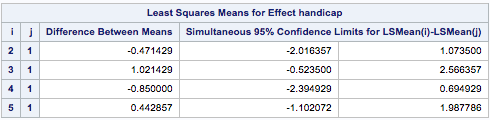 Least Squares Means for Effect handicap
i j Difference Between Means Simultaneous 95% Confidence Limits for LSMean(i)-LSMean(j)
2 1 -0.471429 -2.016357 1.073500
3 1 1.021429 -0.523500 2.566357
4 1 -0.850000 -2.394929 0.694929
5 1 0.442857 -1.102072 1.987786